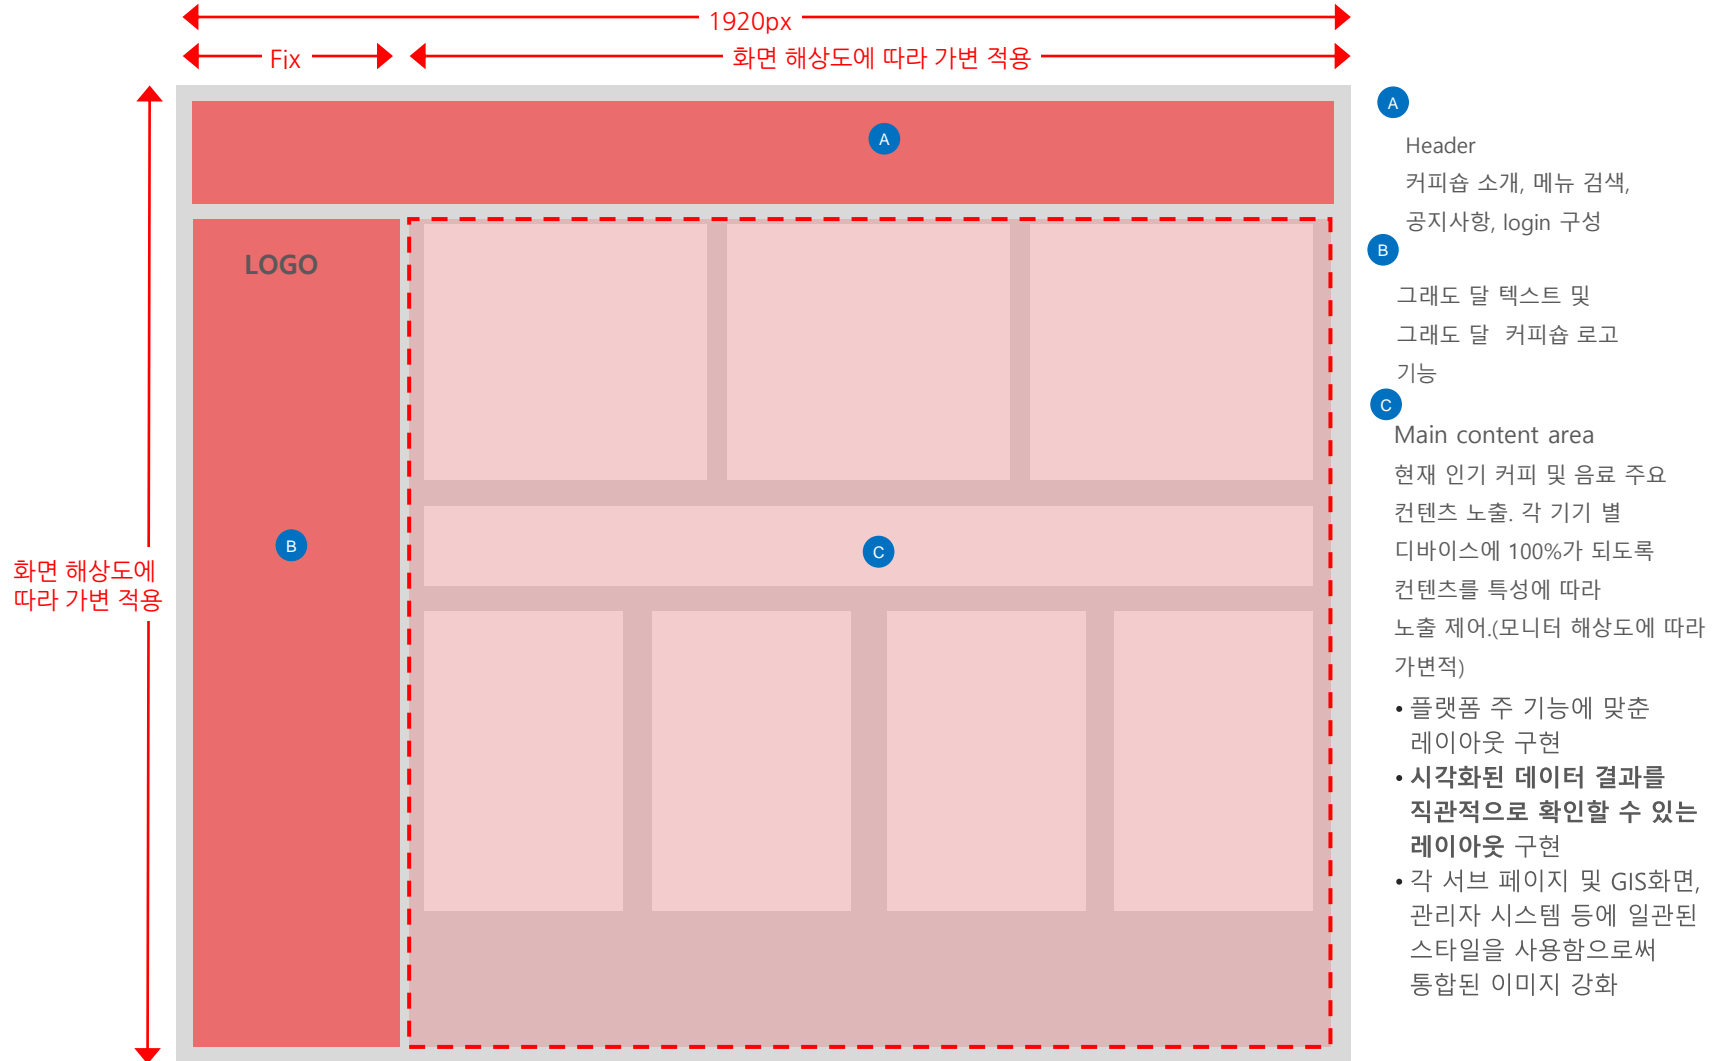 1920px
Fix
화면 해상도에 따라 가변 적용
A
A
Header
커피숍 소개, 메뉴 검색,
공지사항, login 구성
LOGO
B
그래도 달 텍스트 및
그래도 달 커피숍 로고
기능
C
Main content area
현재 인기 커피 및 음료 주요
컨텐츠 노출. 각 기기 별
디바이스에 100%가 되도록
컨텐츠를 특성에 따라
노출 제어.(모니터 해상도에 따라
가변적)
B
C
화면 해상도에
따라 가변 적용
• 플랫폼 주 기능에 맞춘
레이아웃 구현
• 시각화된 데이터 결과를
직관적으로 확인할 수 있는
레이아웃 구현
• 각 서브 페이지 및 GIS화면,
관리자 시스템 등에 일관된
스타일을 사용함으로써
통합된 이미지 강화